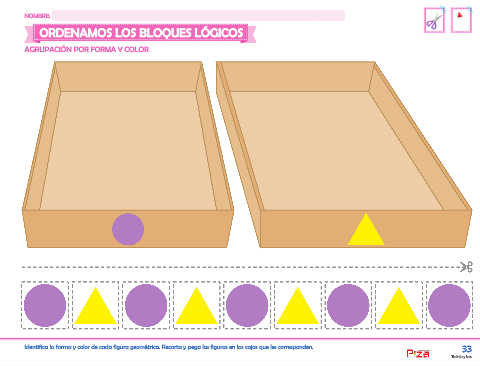 NOMBRE:
ORDENAMOS LOS BLOQUES LÓGICOS
AGRUPACIÓN POR FORMA Y COLOR
Identifica la forma y color de cada figura geométrica. Recorta y pega las figuras en las cajas que les corresponden.
33